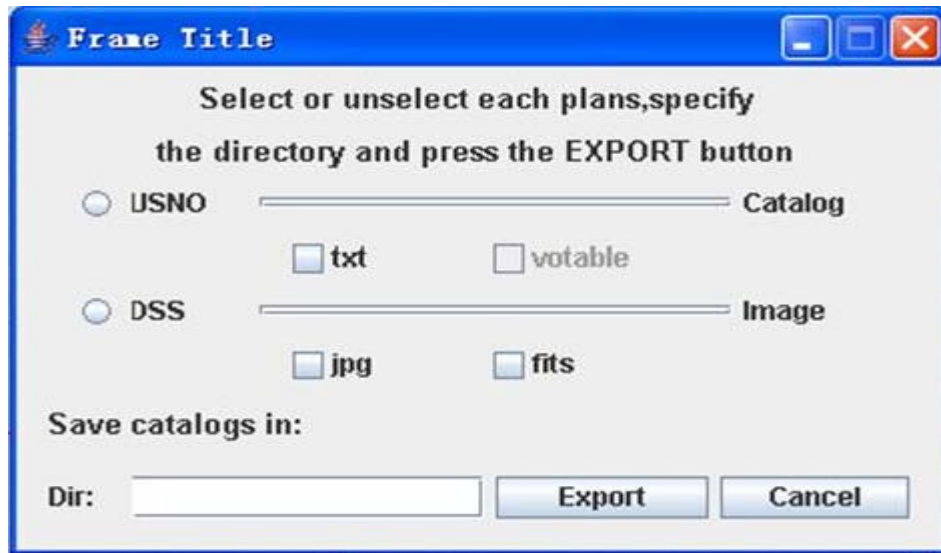 Frame Title
Select or unselect each plans,specify
the directory and press the EXPORT button
USNO Catalog
txt votable
DSS Image
jpg fits
Save catalogs in:
Dir: Export Cancel